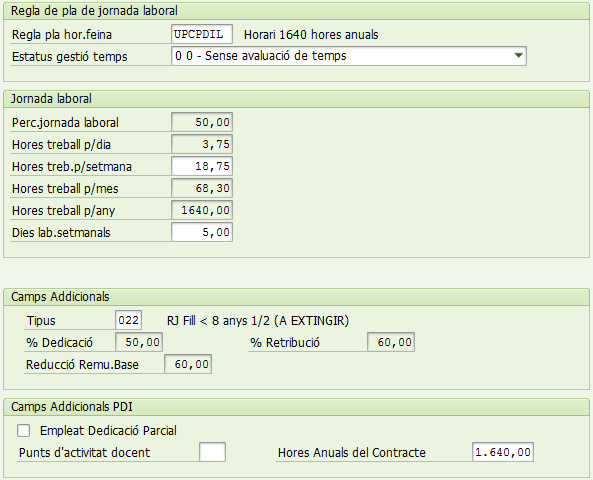 Regla de pla de jornada laboral
Regla pla hor.feina UPCPDIL Horari 1640 hores anuals
Estatus gestió temps 0 0 - Sense avaluació de temps
Jornada laboral
Perc.jornada laboral 50,00
Hores treball p/dia 3,75
Hores treb.p/setmana 18,75
Hores treball p/mes 68,30
Hores treball p/any 1640,00
Dies lab.setmanals 5,00
Camps Addicionals
Tipus 022 RJ Fill < 8 anys 1/2 (A EXTINGIR)
% Dedicació 50,00 % Retribució 60,00
Reducció Remu.Base 60,00
Camps Addicionals PDI
Empleat Dedicació Parcial
Punts d'activitat docent Hores Anuals del Contracte 1.640,00